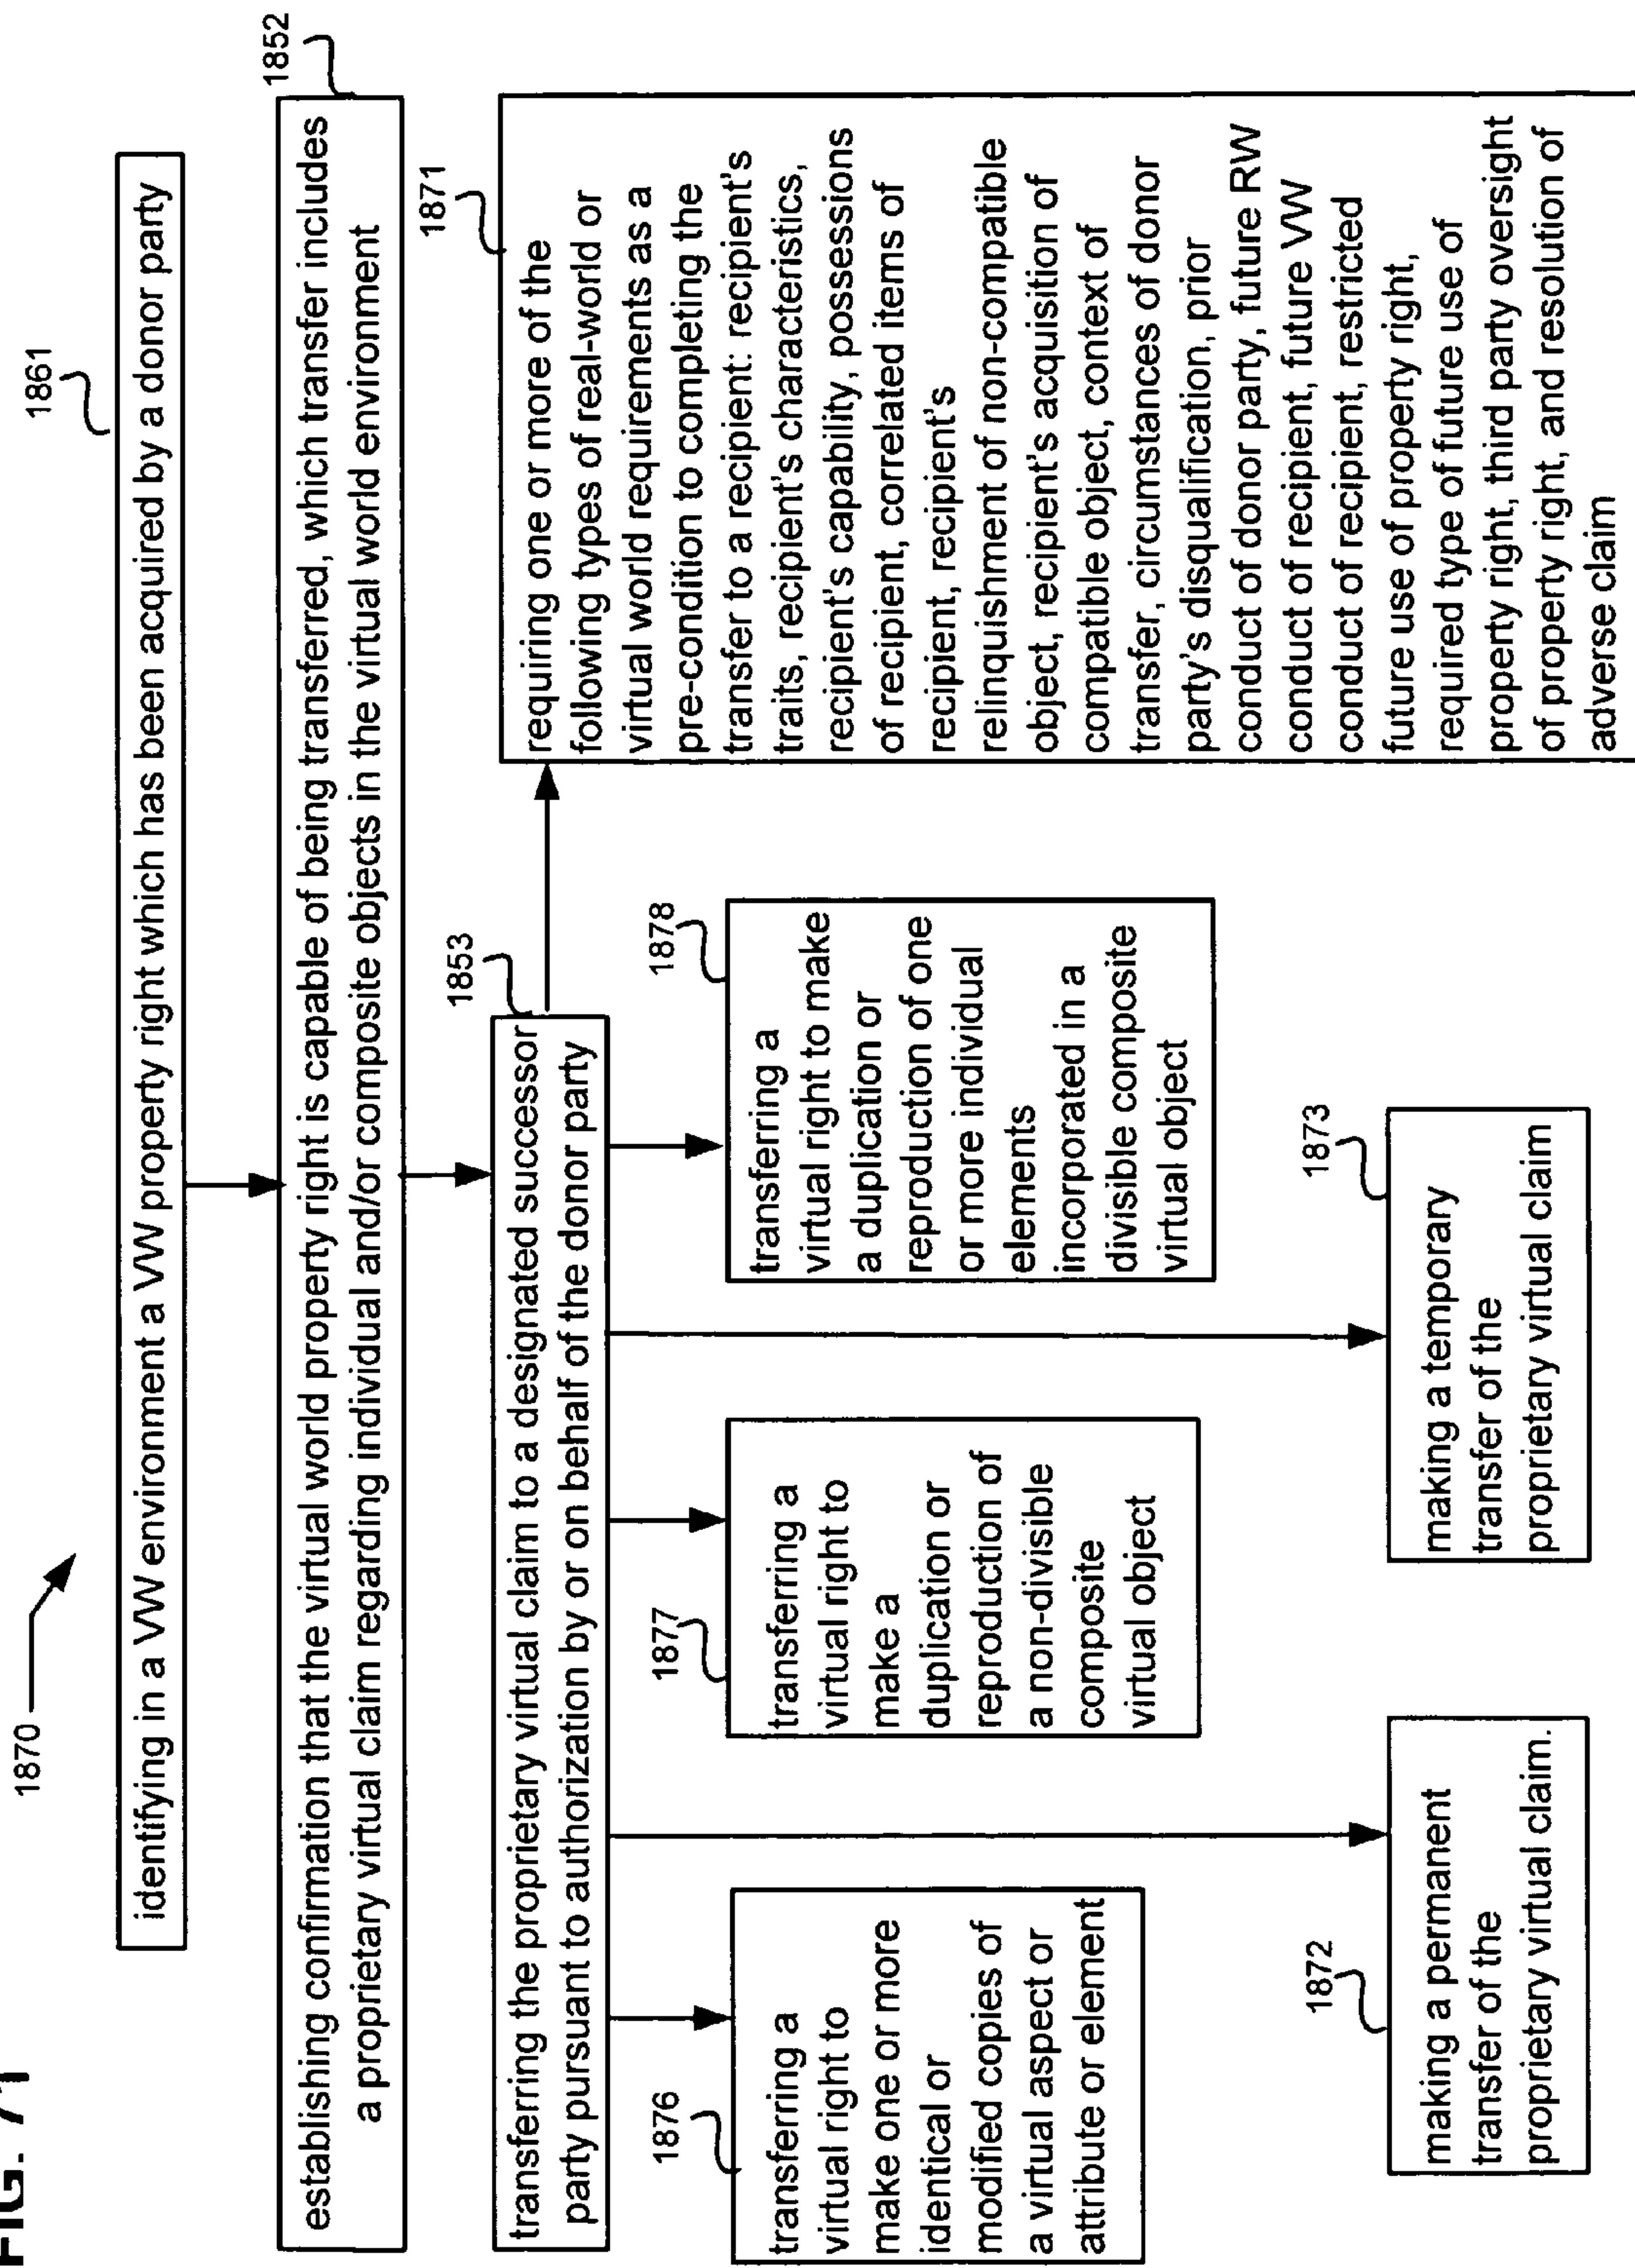 FIG. 71
1870
1861
identifying in a VW environment a VW property right which has been acquired by a donor party
1852
establishing confirmation that the virtual world property right is capable of being transferred, which transfer includes
a proprietary virtual claim regarding individual and/or composite objects in the virtual world environment
1853
transferring the proprietary virtual claim to a designated successor
party pursuant to authorization by or on behalf of the donor party
1871
requiring one or more of the
following types of real-world or
virtual world requirements as a
pre-condition to completing the
transfer to a recipient: recipient's
traits, recipient's characteristics,
recipient's capability, possessions
of recipient, correlated items of
recipient, recipient's
relinquishment of non-compatible
object, recipient's acquisition of
compatible object, context of
transfer, circumstances of donor
party's disqualification, prior
conduct of donor party, future RW
conduct of recipient, future VW
conduct of recipient, restricted
future use of property right,
required type of future use of
property right, third party oversight
of property right, and resolution of
adverse claim
1876
transferring a
virtual right to
make one or more
identical or
modified copies of
a virtual aspect or
attribute or element
1877
transferring a
virtual right to
make a
duplication or
reproduction of
a non-divisible
composite
virtual object
1878
transferring a
virtual right to make
a duplication or
reproduction of one
or more individual
elements
incorporated in a
divisible composite
virtual object
1872
making a permanent
transfer of the
proprietary virtual claim.
1873
making a temporary
transfer of the
proprietary virtual claim